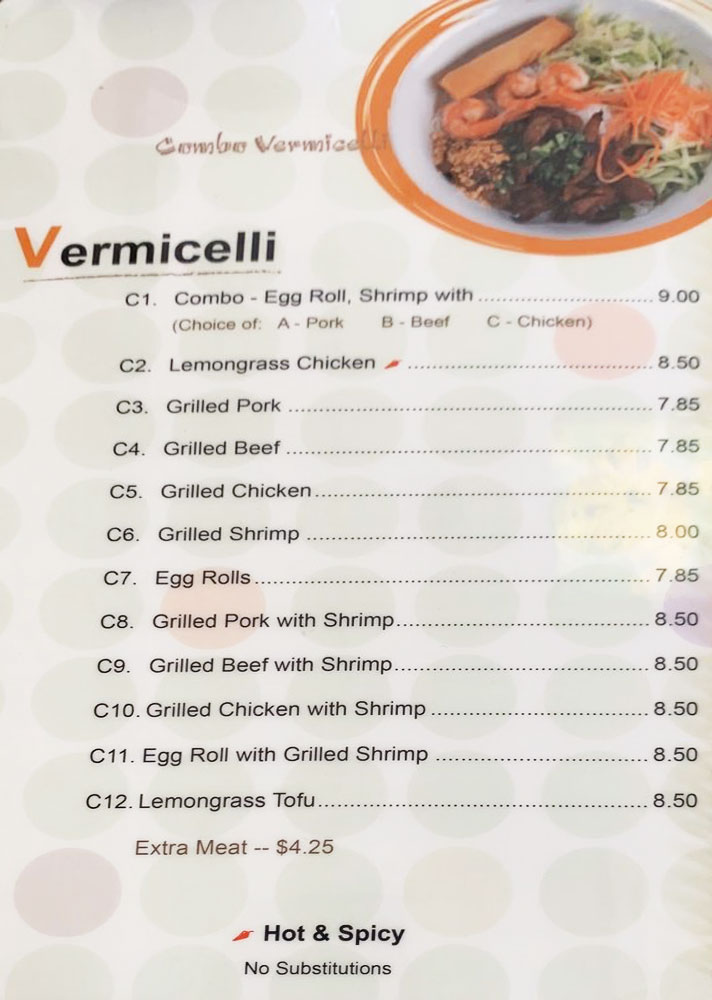 Combo Vermicelli
Vermicelli
C1. Combo - Egg Roll, Shrimp with ............................ 9.00
(Choice of: A - Pork B - Beef C - Chicken)
C2. Lemongrass Chicken ....................................... 8.50
C3. Grilled Pork .......................................................... 7.85
C4. Grilled Beef .......................................................... 7.85
C5. Grilled Chicken..................................................... 7.85
C6. Grilled Shrimp ...................................................... 8.00
C7. Egg Rolls.............................................................. 7.85
C8. Grilled Pork with Shrimp........................................ 8.50
C9. Grilled Beef with Shrimp........................................ 8.50
C10. Grilled Chicken with Shrimp .................................. 8.50
C11. Egg Roll with Grilled Shrimp ................................. 8.50
C12. Lemongrass Tofu.................................................... 8.50
Extra Meat -- $4.25
Hot & Spicy
No Substitutions